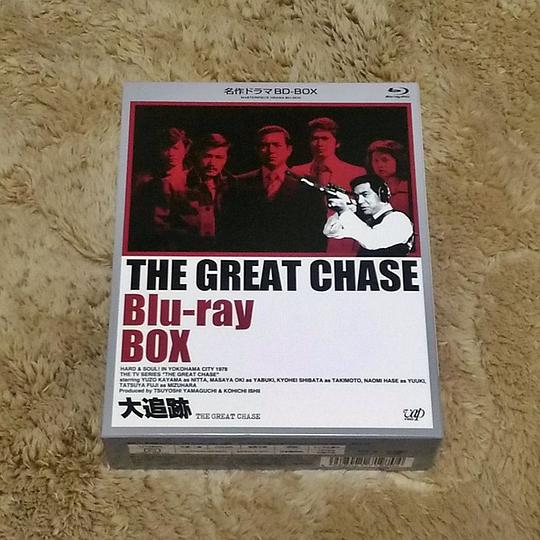 名作ドラマBD-BOX
MASTERPIECE DRAMA BD-BOX
Blu-ray Disc
THE GREAT CHASE
Blu-ray
BOX
HARD & SOUL! IN YOKOHAMA CITY 1978
THE TV SERIES "THE GREAT CHASE"
starring YUZO KAYAMA as NITTA, MASAYA OKI as YABUKI, KYOHEI SHIBATA as TAKIMOTO, NAOMI HASE as YUUKI,
TATSUYA FUJI as MIZUHARA
Produced by TSUYOSHI YAMAGUCHI & KOHICHI ISHII
大追跡 THE GREAT CHASE
vap